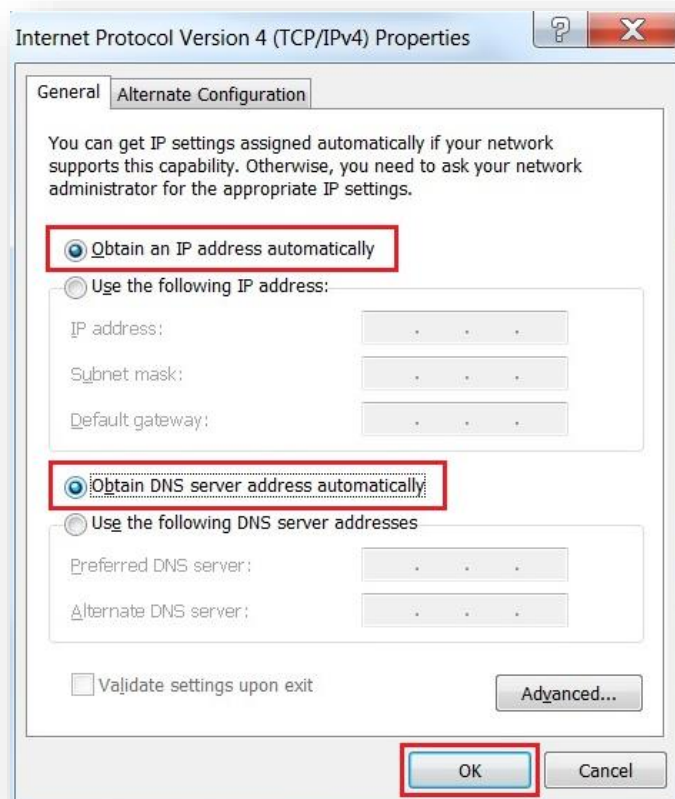 Internet Protocol Version 4 (TCP/IPv4) Properties
General
Alternate Configuration
You can get IP settings assigned automatically if your network
supports this capability. Otherwise, you need to ask your network
administrator for the appropriate IP settings.
Obtain an IP address automatically
Use the following IP address:
IP address:
Subnet mask:
Default gateway:
Obtain DNS server address automatically
Use the following DNS server addresses
Preferred DNS server:
Alternate DNS server:
Validate settings upon exit
Advanced...
OK
Cancel